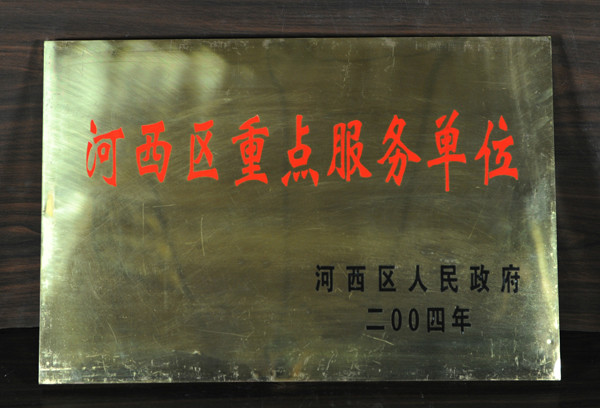 河西区重点服务单位
河西区人民政府
二00四年